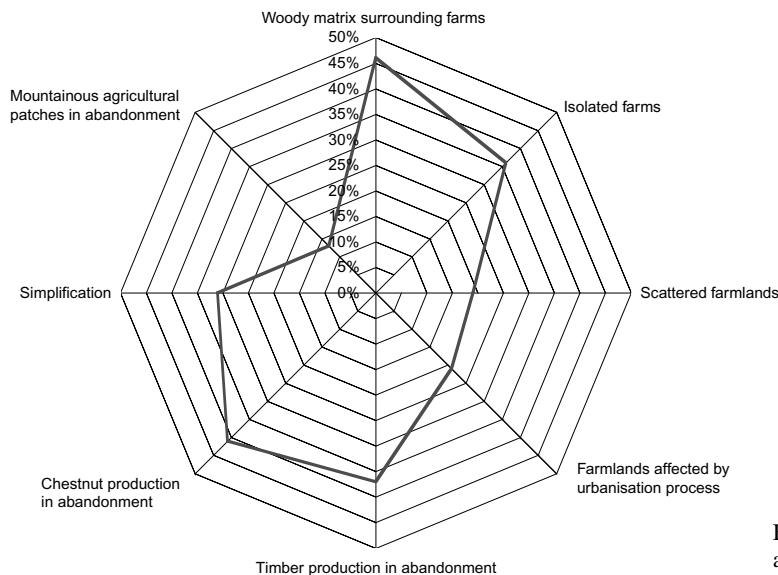 Woody matrix surrounding farms
50%
45%
40%
35%
30%
25%
20%
15%
10%
5%
0%
Isolated farms
Scattered farmlands
Farmlands affected by
urbanisation process
Timber production in abandonment
Chestnut production
in abandonment
Simplification
Mountainous agricultural
patches in abandonment